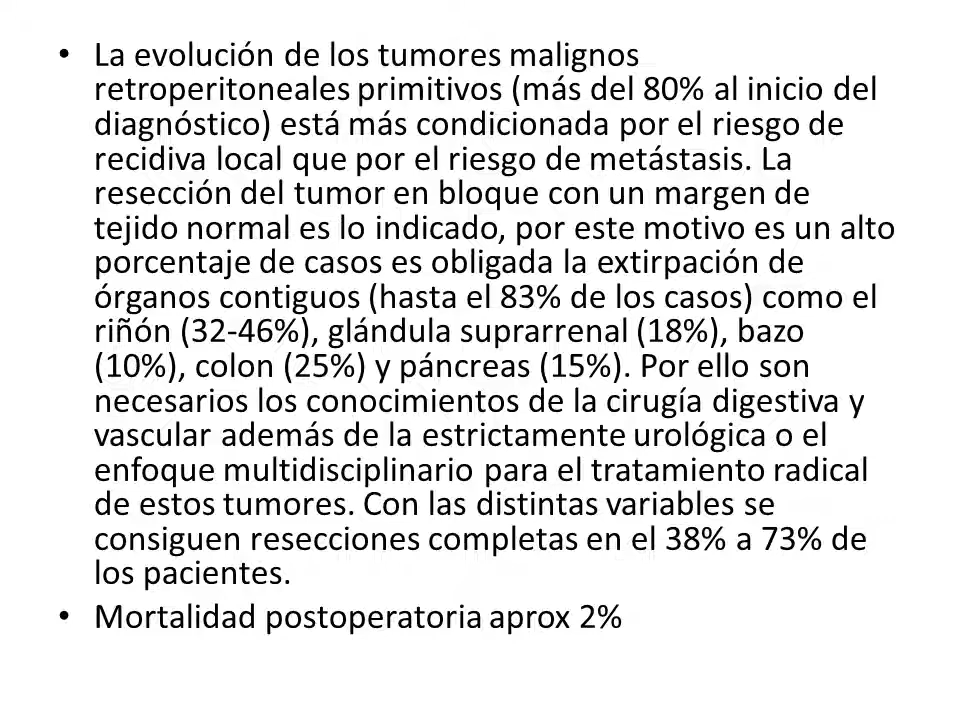 • La evolución de los tumores malignos
retroperitoneales primitivos (más del 80% al inicio del
diagnóstico) está más condicionada por el riesgo de
recidiva local que por el riesgo de metástasis. La
resección del tumor en bloque con un margen de
tejido normal es lo indicado, por este motivo es un alto
porcentaje de casos es obligada la extirpación de
órganos contiguos (hasta el 83% de los casos) como el
riñón (32-46%), glándula suprarrenal (18%), bazo
(10%), colon (25%) y páncreas (15%). Por ello son
necesarios los conocimientos de la cirugía digestiva y
vascular además de la estrictamente urológica o el
enfoque multidisciplinario para el tratamiento radical
de estos tumores. Con las distintas variables se
consiguen resecciones completas en el 38% a 73% de
los pacientes.
• Mortalidad postoperatoria aprox 2%